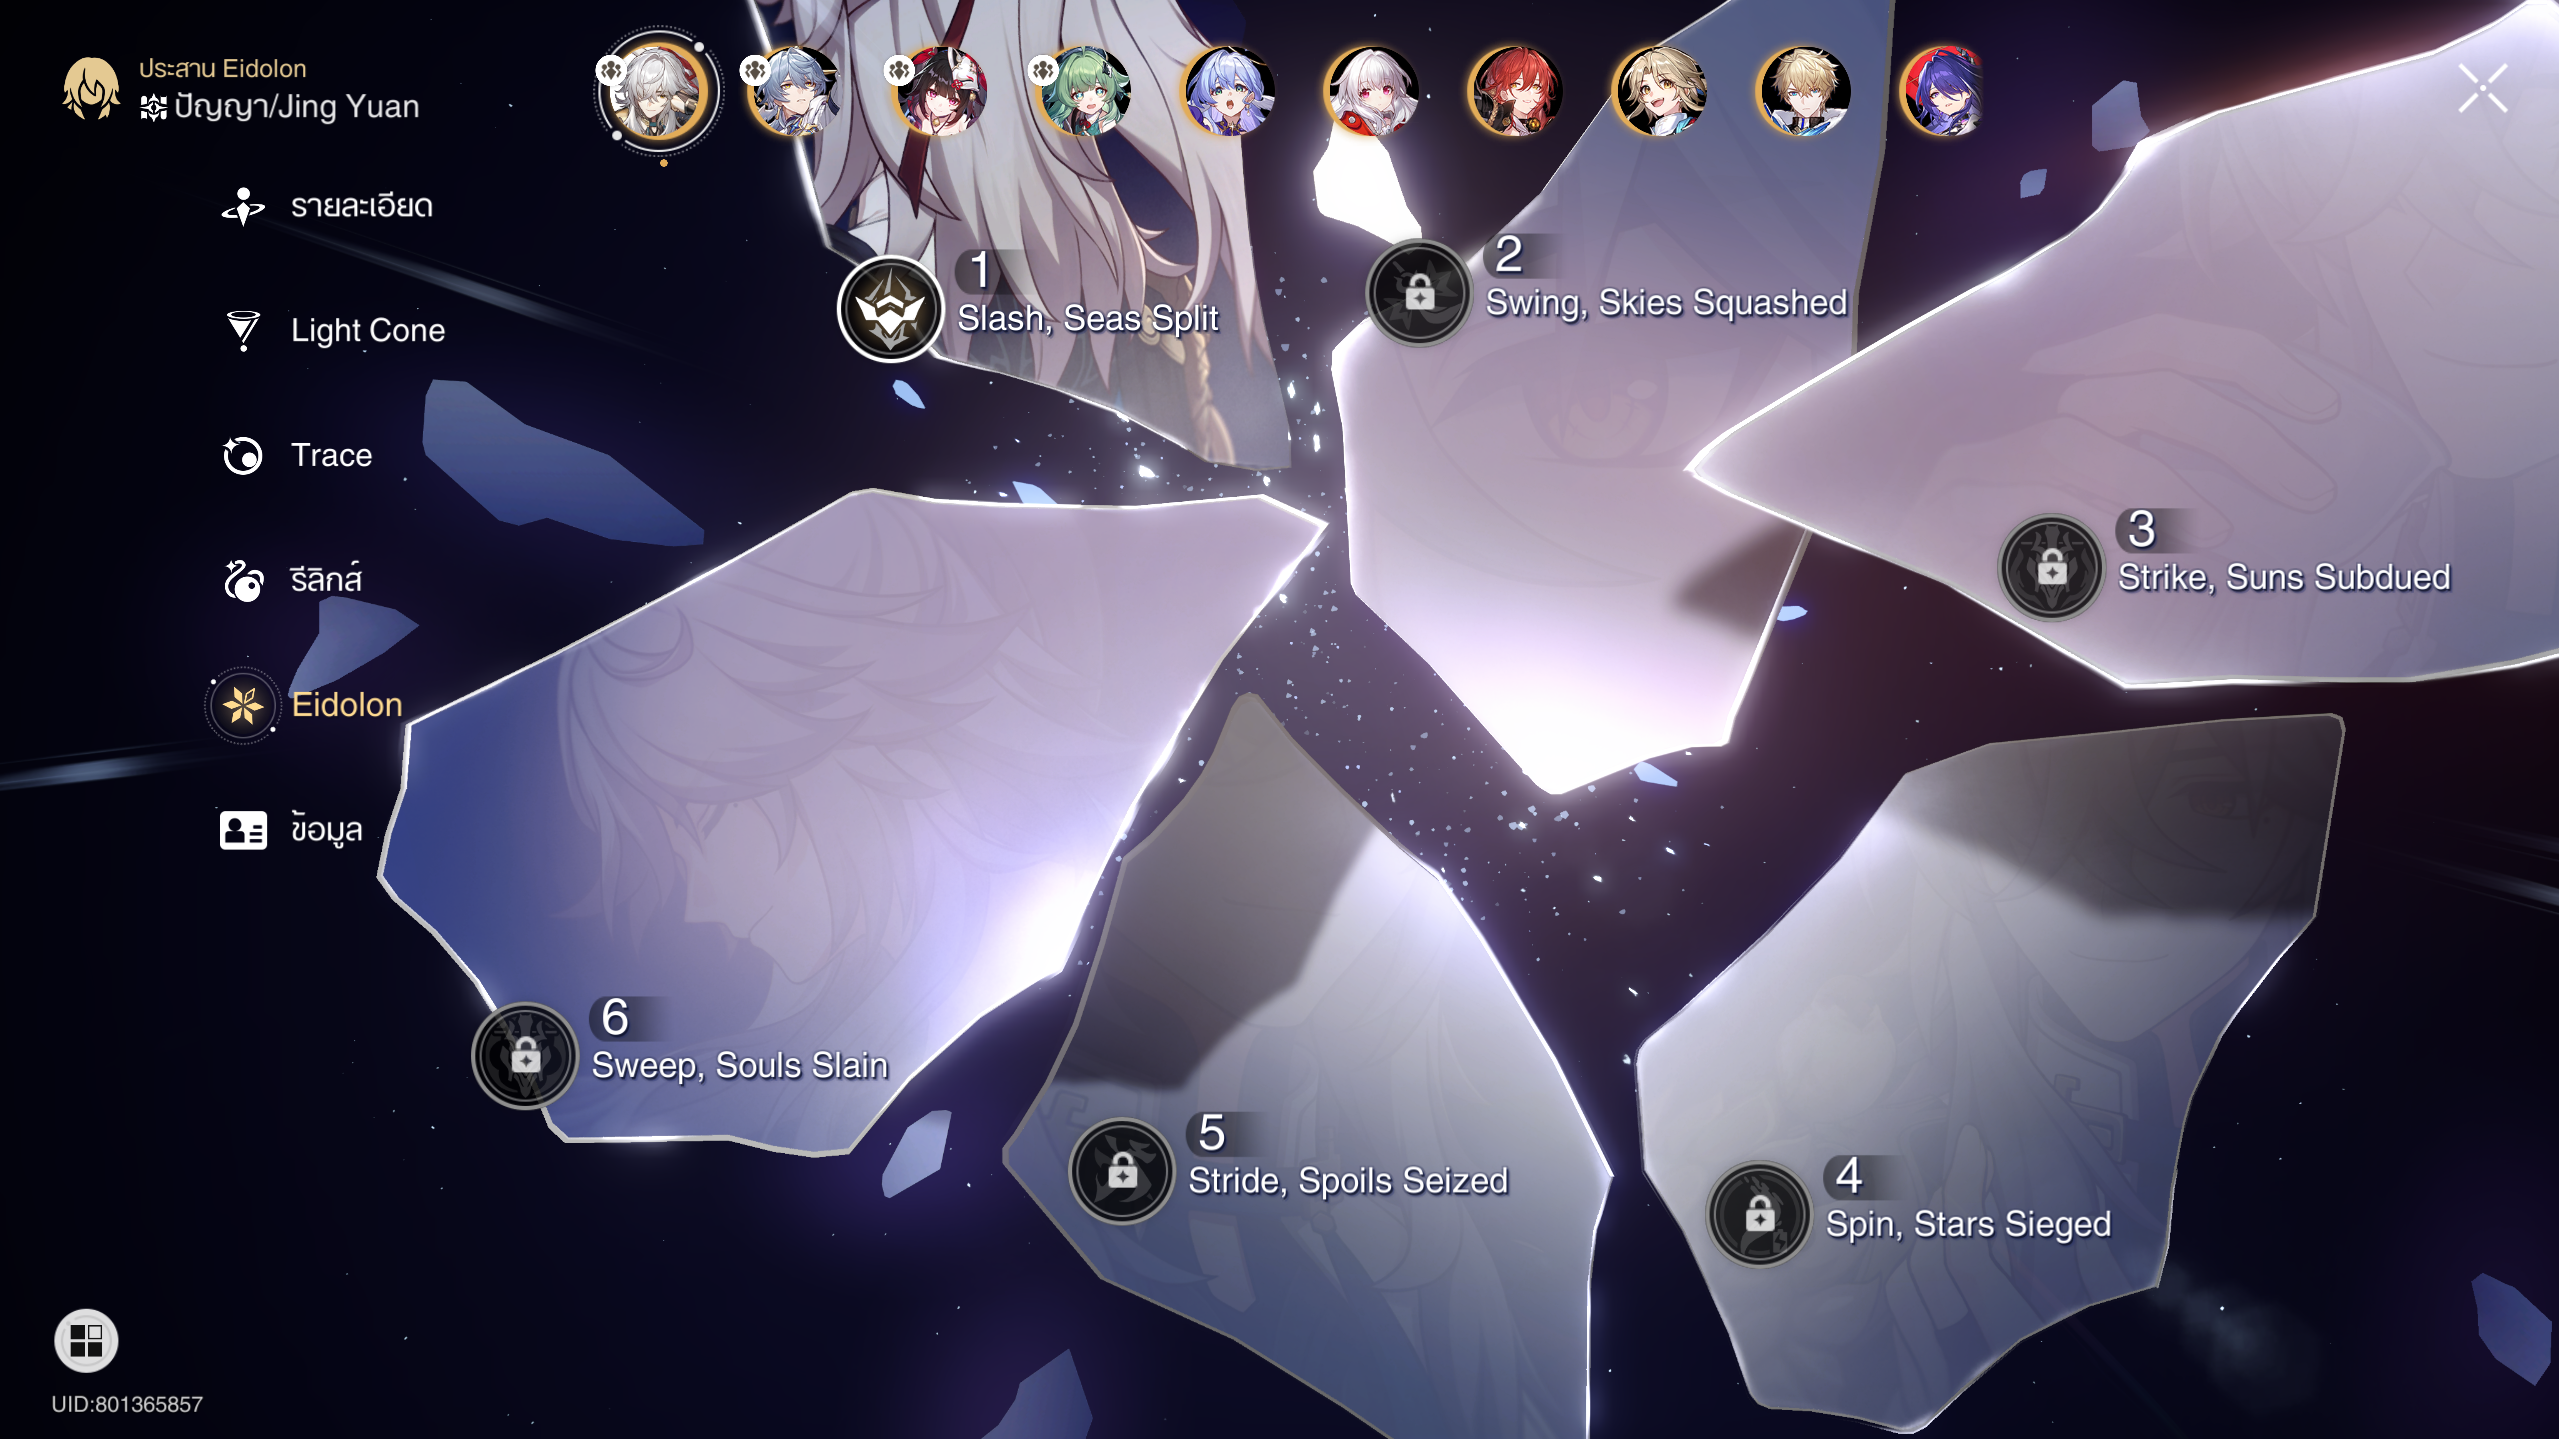 ประสาน Eidolon
ปัญญา/Jing Yuan
รายละเอียด
Light Cone
Trace
รีลิกส์
Eidolon
ข้อมูล
1
Slash, Seas Split
2
Swing, Skies Squashed
3
Strike, Suns Subdued
6
Sweep, Souls Slain
5
Stride, Spoils Seized
4
Spin, Stars Sieged
UID:801365857